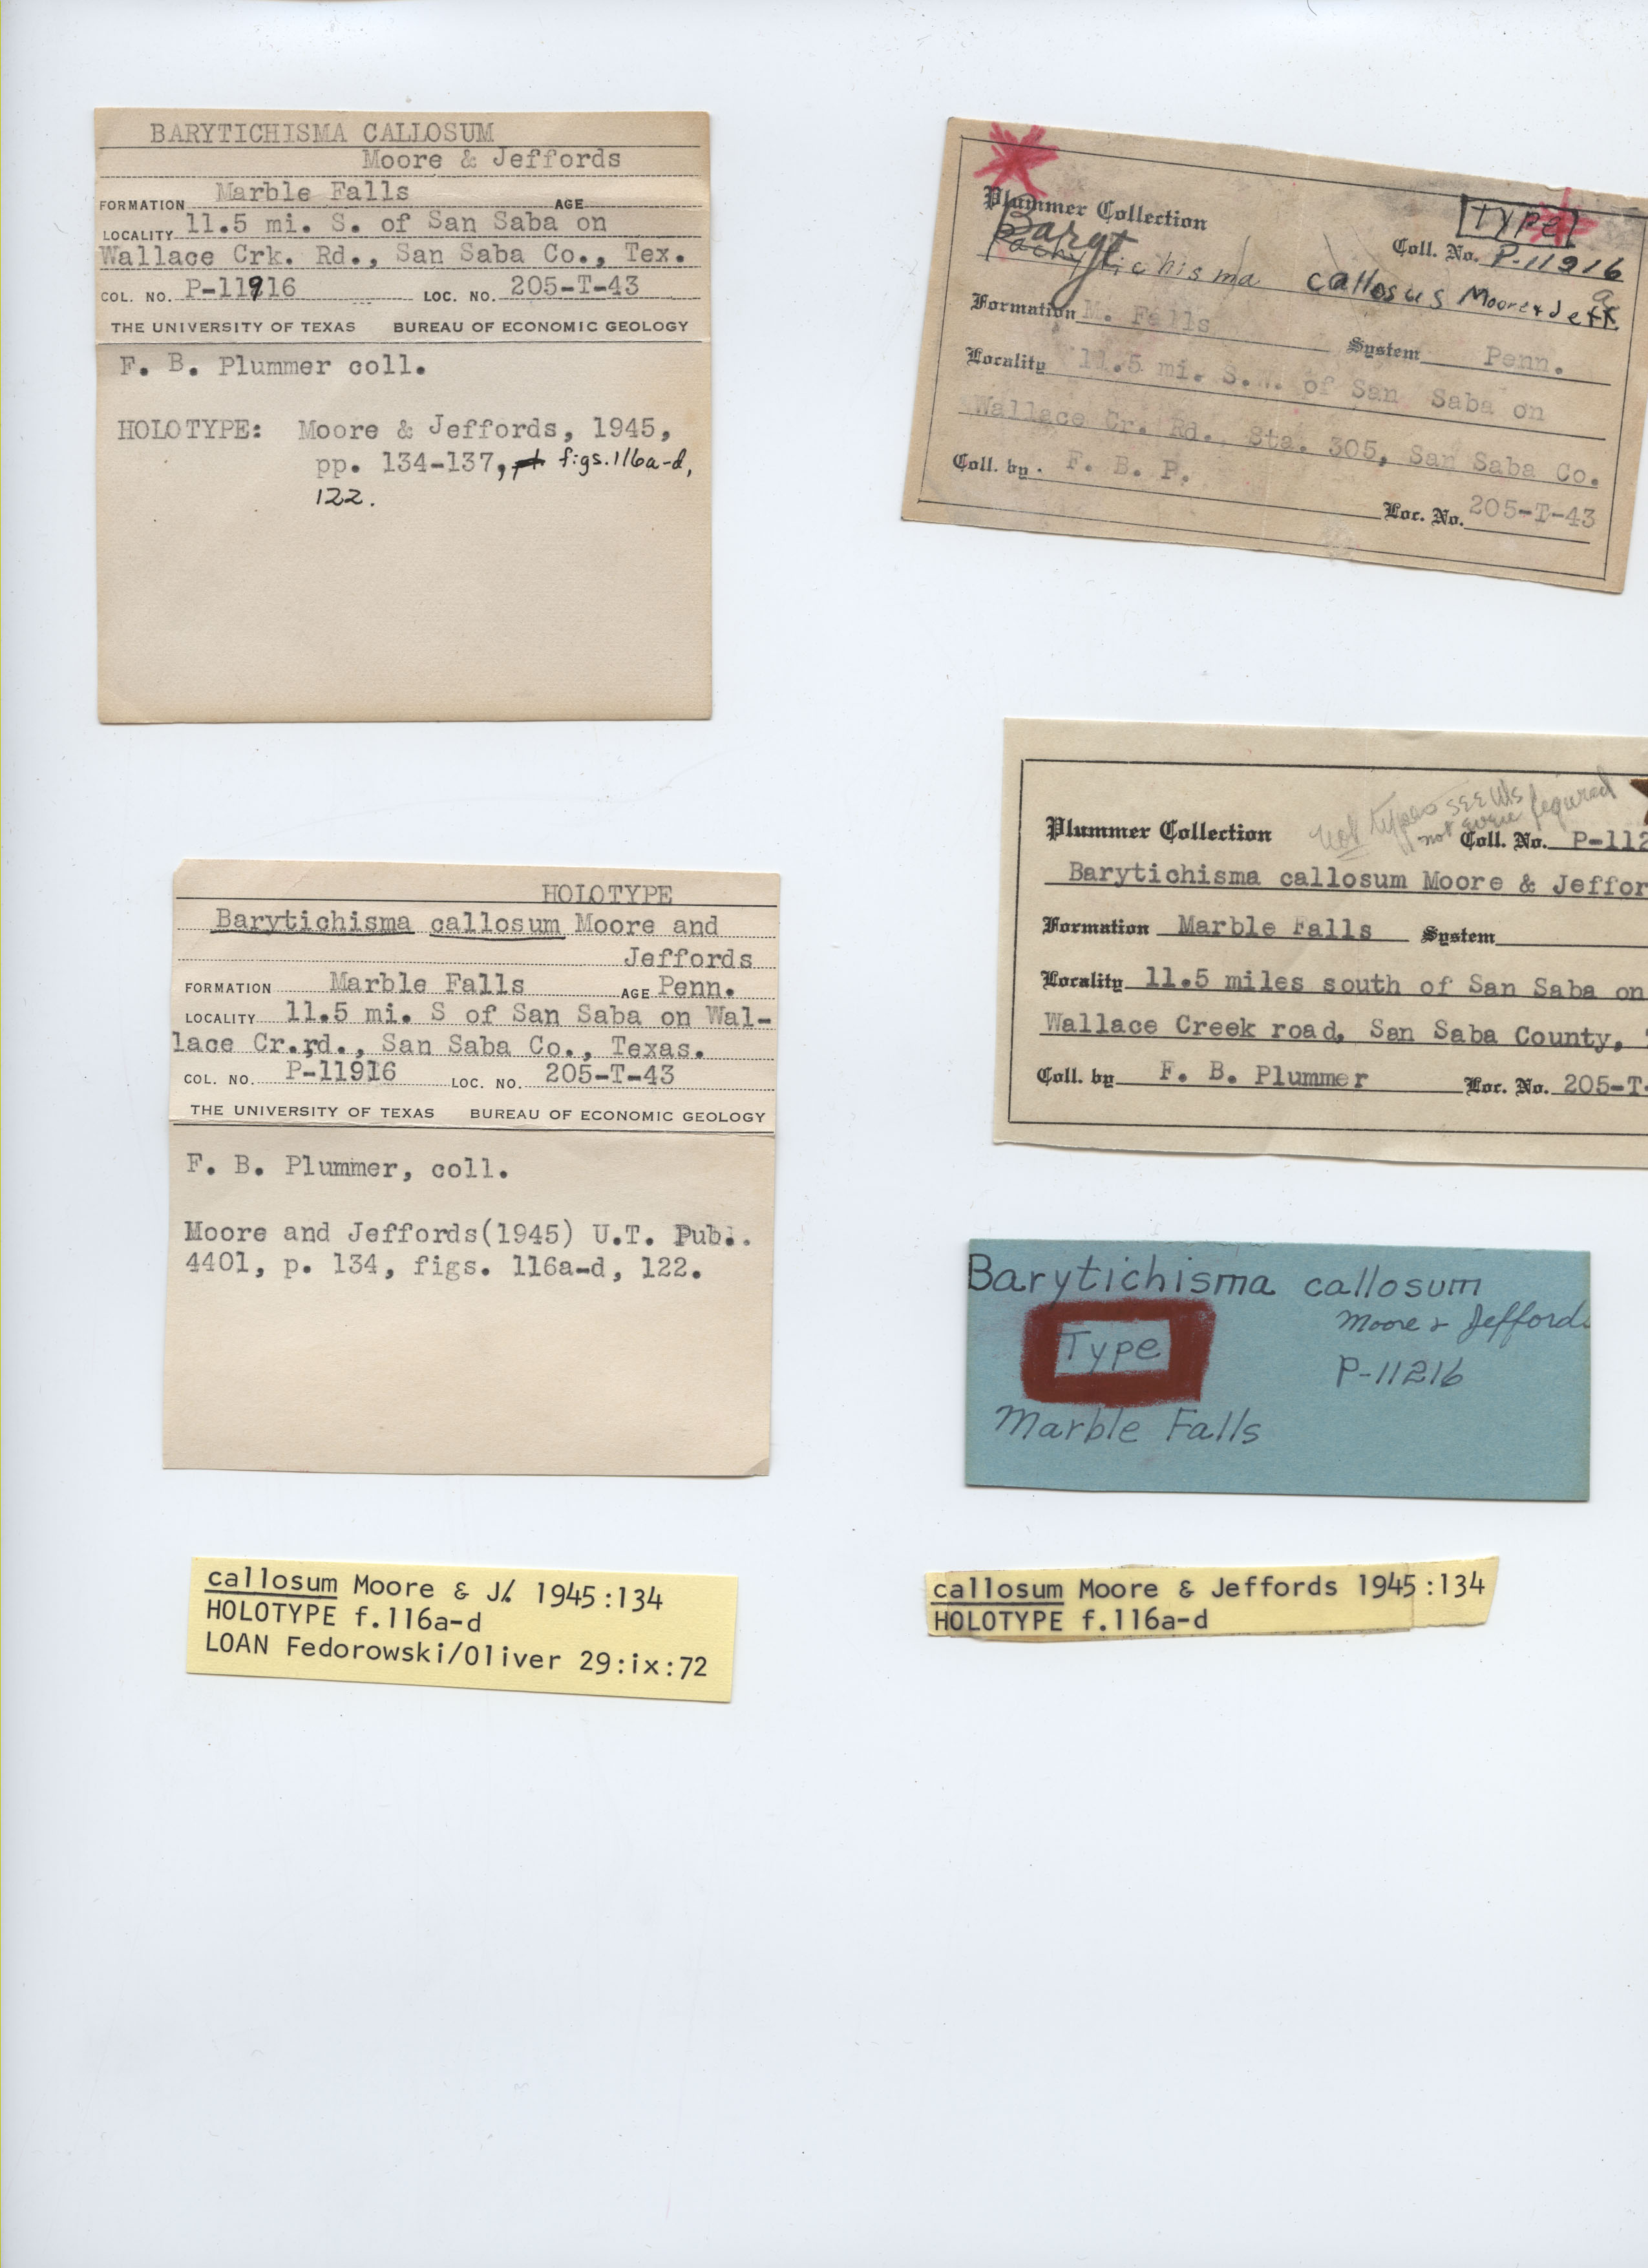 BARYTICHISMA CALLOSUM
Moore & Jeffords
FORMATION Marble Falls AGE
LOCALITY 11.5 mi. S. of San Saba on
Wallace Crk. Rd., San Saba Co., Tex.
COL. NO. P-11916 LOC. NO. 205-T-43
THE UNIVERSITY OF TEXAS BUREAU OF ECONOMIC GEOLOGY
F. B. Plummer coll.
HOLOTYPE: Moore & Jeffords, 1945,
pp. 134-137, figs. 116a-d,
122.
TYPE
Plummer Collection
Coll. No. P-11916
Baryt
Pachytichisma callosus Moore & Jeff.
Formation M. Falls System Penn.
Locality 11.5 mi. S.W. of San Saba on
Wallace Cr. Rd., Sta. 305, San Saba Co.
Coll. by F. B. P.
Loc. No. 205-T-43
HOLOTYPE
Barytichisma callosum Moore and
Jeffords
FORMATION Marble Falls AGE Penn.
LOCALITY 11.5 mi. S of San Saba on Wal-
lace Cr.rd., San Saba Co., Texas.
COL. NO. P-11916 LOC. NO. 205-T-43
THE UNIVERSITY OF TEXAS BUREAU OF ECONOMIC GEOLOGY
F. B. Plummer, coll.
Moore and Jeffords(1945) U.T. Pub..
4401, p. 134, figs. 116a-d, 122.
not types seems
not figured
Plummer Collection Coll. No. P-112
Barytichisma callosum Moore & Jeffor
Formation Marble Falls System
Locality 11.5 miles south of San Saba on
Wallace Creek road, San Saba County,
Coll. by F. B. Plummer Loc. No. 205-T-
Barytichisma callosum
Moore & Jeffords
Type
P-11216
Marble Falls
callosum Moore & J. 1945:134
HOLOTYPE f.116a-d
LOAN Fedorowski/Oliver 29:ix:72
callosum Moore & Jeffords 1945:134
HOLOTYPE f.116a-d